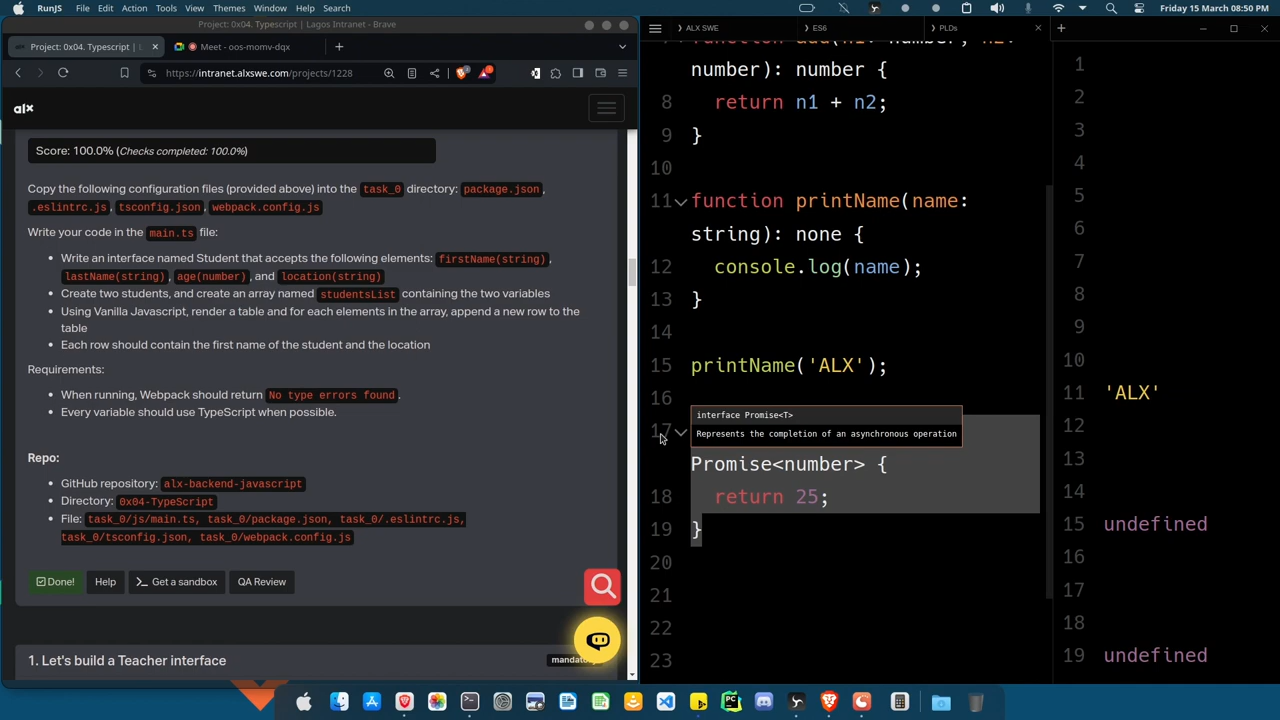 RunJS File Edit Action Tools View Themes Window Help Friday 15 March 08:50 PM
Project: 0x04. Typescript | Lagos Intranet - Brave
Project: 0x04. Typescript | L
Meet - oos-momv-dqx
https://intranet.alxswe.com/projects/1228
alx
Score: 100.0% (Checks completed: 100.0%)
Copy the following configuration files (provided above) into the task_0 directory: package.json,
.eslintrc.js, tsconfig.json, webpack.config.js
Write your code in the main.ts file:
Write an interface named Student that accepts the following elements: firstName(string),
lastName(string), age(number), and location(string)
Create two students, and create an array named studentsList containing the two variables
Using Vanilla Javascript, render a table and for each elements in the array, append a new row to the
table
Each row should contain the first name of the student and the location
Requirements:
When running, Webpack should return No type errors found.
Every variable should use TypeScript when possible.
Repo:
GitHub repository: alx-backend-javascript
Directory: 0x04-TypeScript
File: task_0/js/main.ts, task_0/package.json, task_0/.eslintrc.js,
task_0/tsconfig.json, task_0/webpack.config.js
Done! Help Get a sandbox QA Review
1. Let's build a Teacher interface
ALX SWE ES6 PLDs
number): number {
8 return n1 + n2;
9 }
10
11 function printName(name:
string): none {
12 console.log(name);
13 }
14
15 printName('ALX');
16
interface Promise<T>
17
Represents the completion of an asynchronous operation
Promise<number> {
18 return 25;
19 }
20
21
22
23
1
2
3
4
5
6
7
8
9
10
11 'ALX'
12
13
14
15 undefined
16
17
18
19 undefined